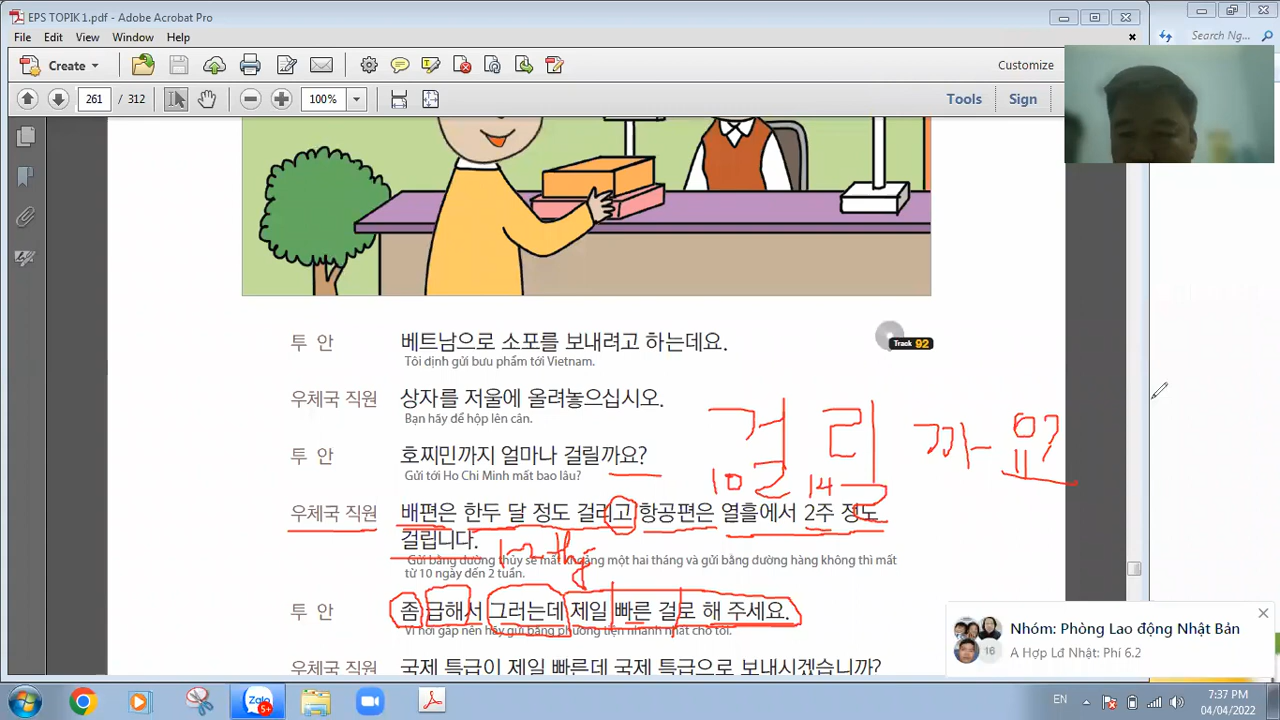 EPS TOPIK 1.pdf - Adobe Acrobat Pro
Search Ng...
File Edit View Window Help
Create Customize
261 / 312 100% Tools Sign
투 안 베트남으로 소포를 보내려고 하는데요.
Tôi dịnh gửi bưu phẩm tới Vietnam.
Track 92
우체국 직원 상자를 저울에 올려놓으십시오.
Bạn hãy để hộp lên cân.
걸 릴 까 요?
투 안 호찌민까지 얼마나 걸릴까요?
Gửi tới Ho Chi Minh mất bao lâu?
10 14
우체국 직원 배편은 한두 달 정도 걸리고 항공편은 열흘에서 2주 정도
걸립니다.
1-2 thg
Gửi bằng đường thủy sẽ mất khoảng một hai tháng và gửi bằng đường hàng không thì mất
từ 10 ngày đến 2 tuần.
투 안 좀 급해서 그러는데 제일 빠른 걸로 해 주세요.
Vì hơi gấp nên hãy gửi bằng phương tiện nhanh nhất cho tôi.
우체국 직원 국제 특급이 제일 빠른데 국제 특급으로 보내시겠습니까?
Nhóm: Phòng Lao động Nhật Bản
16 A Hợp Lđ Nhật: Phí 6.2
Zalo 5+ EN 7:37 PM
04/04/2022